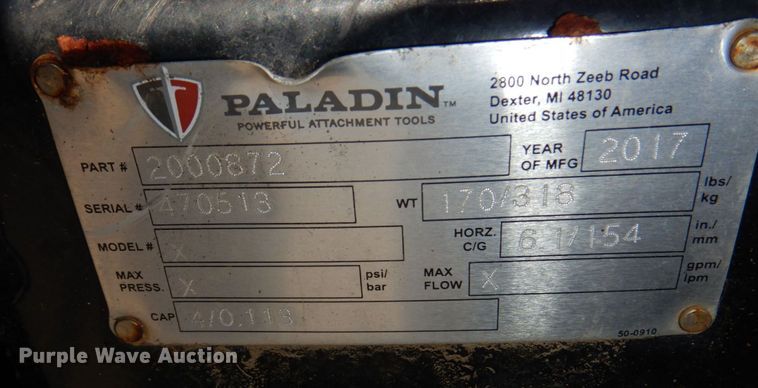 PALADIN™
POWERFUL ATTACHMENT TOOLS
2800 North Zeeb Road
Dexter, MI 48130
United States of America
PART # 2000872
YEAR OF MFG 2017
SERIAL # 470513
WT 170/318 lbs/ kg
MODEL # X
HORZ. C/G 6.1/154 in./ mm
MAX PRESS. X psi/ bar
MAX FLOW X gpm/ lpm
CAP 4/0.113
50-0910
Purple Wave Auction